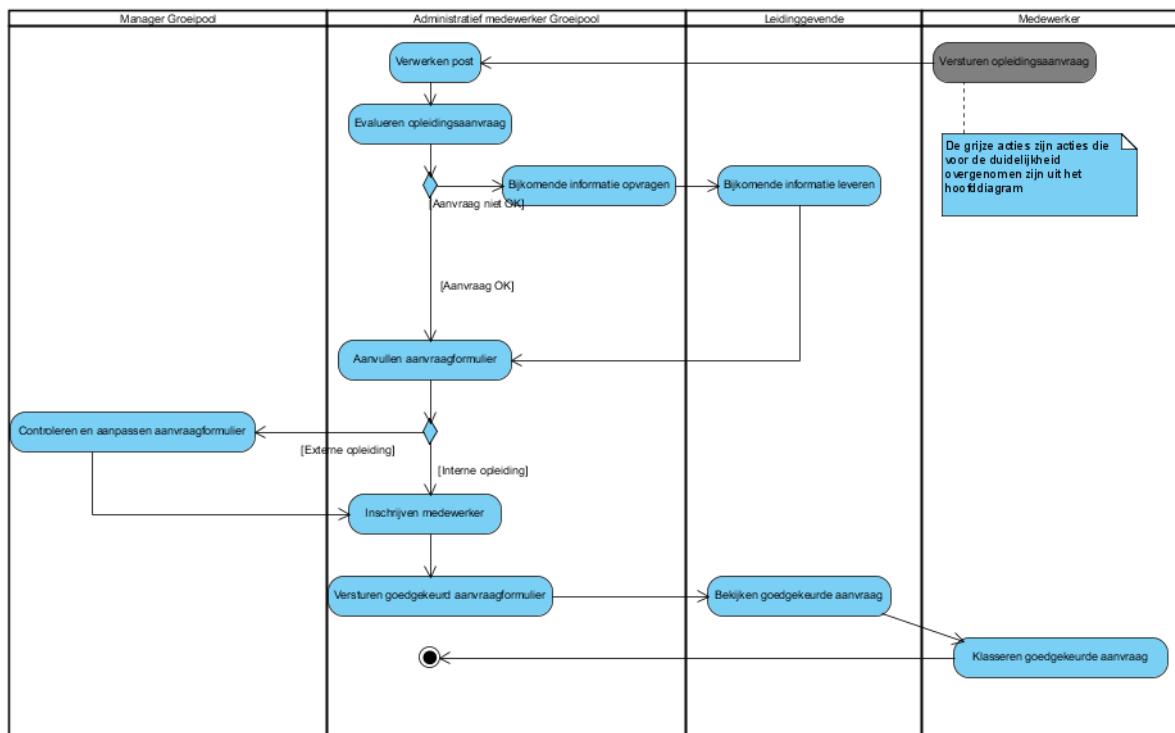 Manager Groeipool
Administratief medewerker Groeipool
Leidinggevende
Medewerker
Verwerken post
Versturen opleidingsaanvraag
Evalueren opleidingsaanvraag
De grijze acties zijn acties die
voor de duidelijkheid
overgenomen zijn uit het
hoofddiagram
Bijkomende informatie opvragen
Bijkomende informatie leveren
[Aanvraag niet OK]
[Aanvraag OK]
Aanvullen aanvraagformulier
Controleren en aanpassen aanvraagformulier
[Externe opleiding]
[Interne opleiding]
Inschrijven medewerker
Versturen goedgekeurd aanvraagformulier
Bekijken goedgekeurde aanvraag
Klasseren goedgekeurde aanvraag